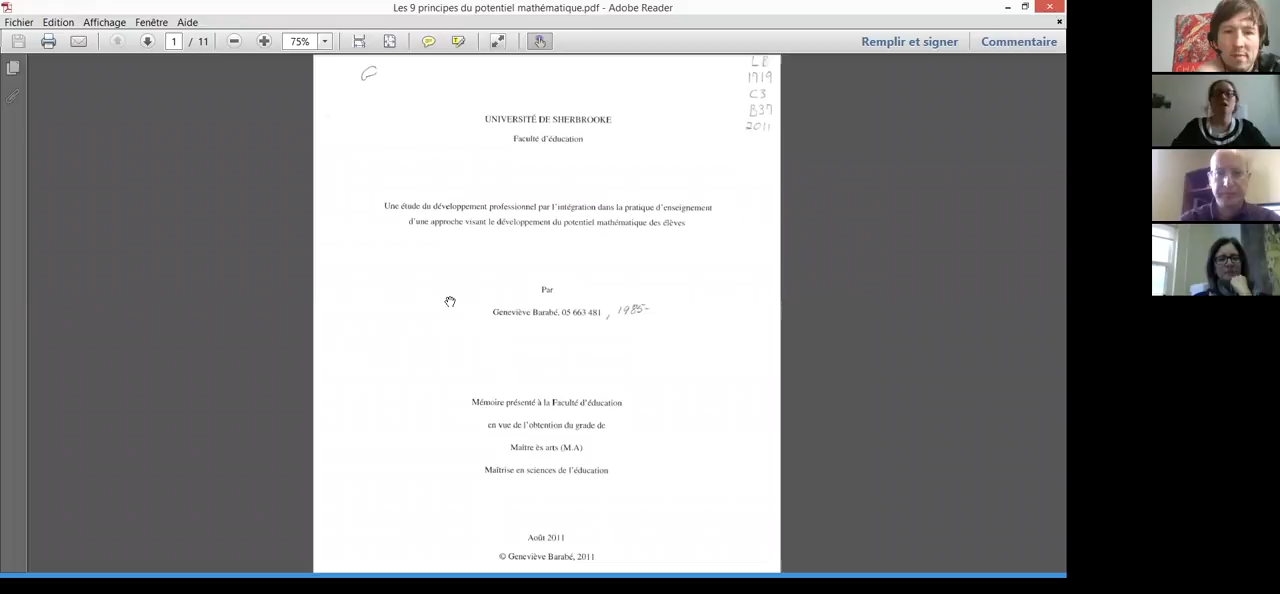 Les 9 principes du potentiel mathématique.pdf - Adobe Reader
Fichier Edition Affichage Fenêtre Aide
1 / 11 75% Remplir et signer Commentaire
LB
1719
C3
B37
2011
UNIVERSITÉ DE SHERBROOKE
Faculté d'éducation
Une étude du développement professionnel par l'intégration dans la pratique d'enseignement
d'une approche visant le développement du potentiel mathématique des élèves
Par
Geneviève Barabé, 05 663 481 , 1985-
Mémoire présenté à la Faculté d'éducation
en vue de l'obtention du grade de
Maître ès arts (M.A)
Maîtrise en sciences de l'éducation
Août 2011
© Geneviève Barabé, 2011